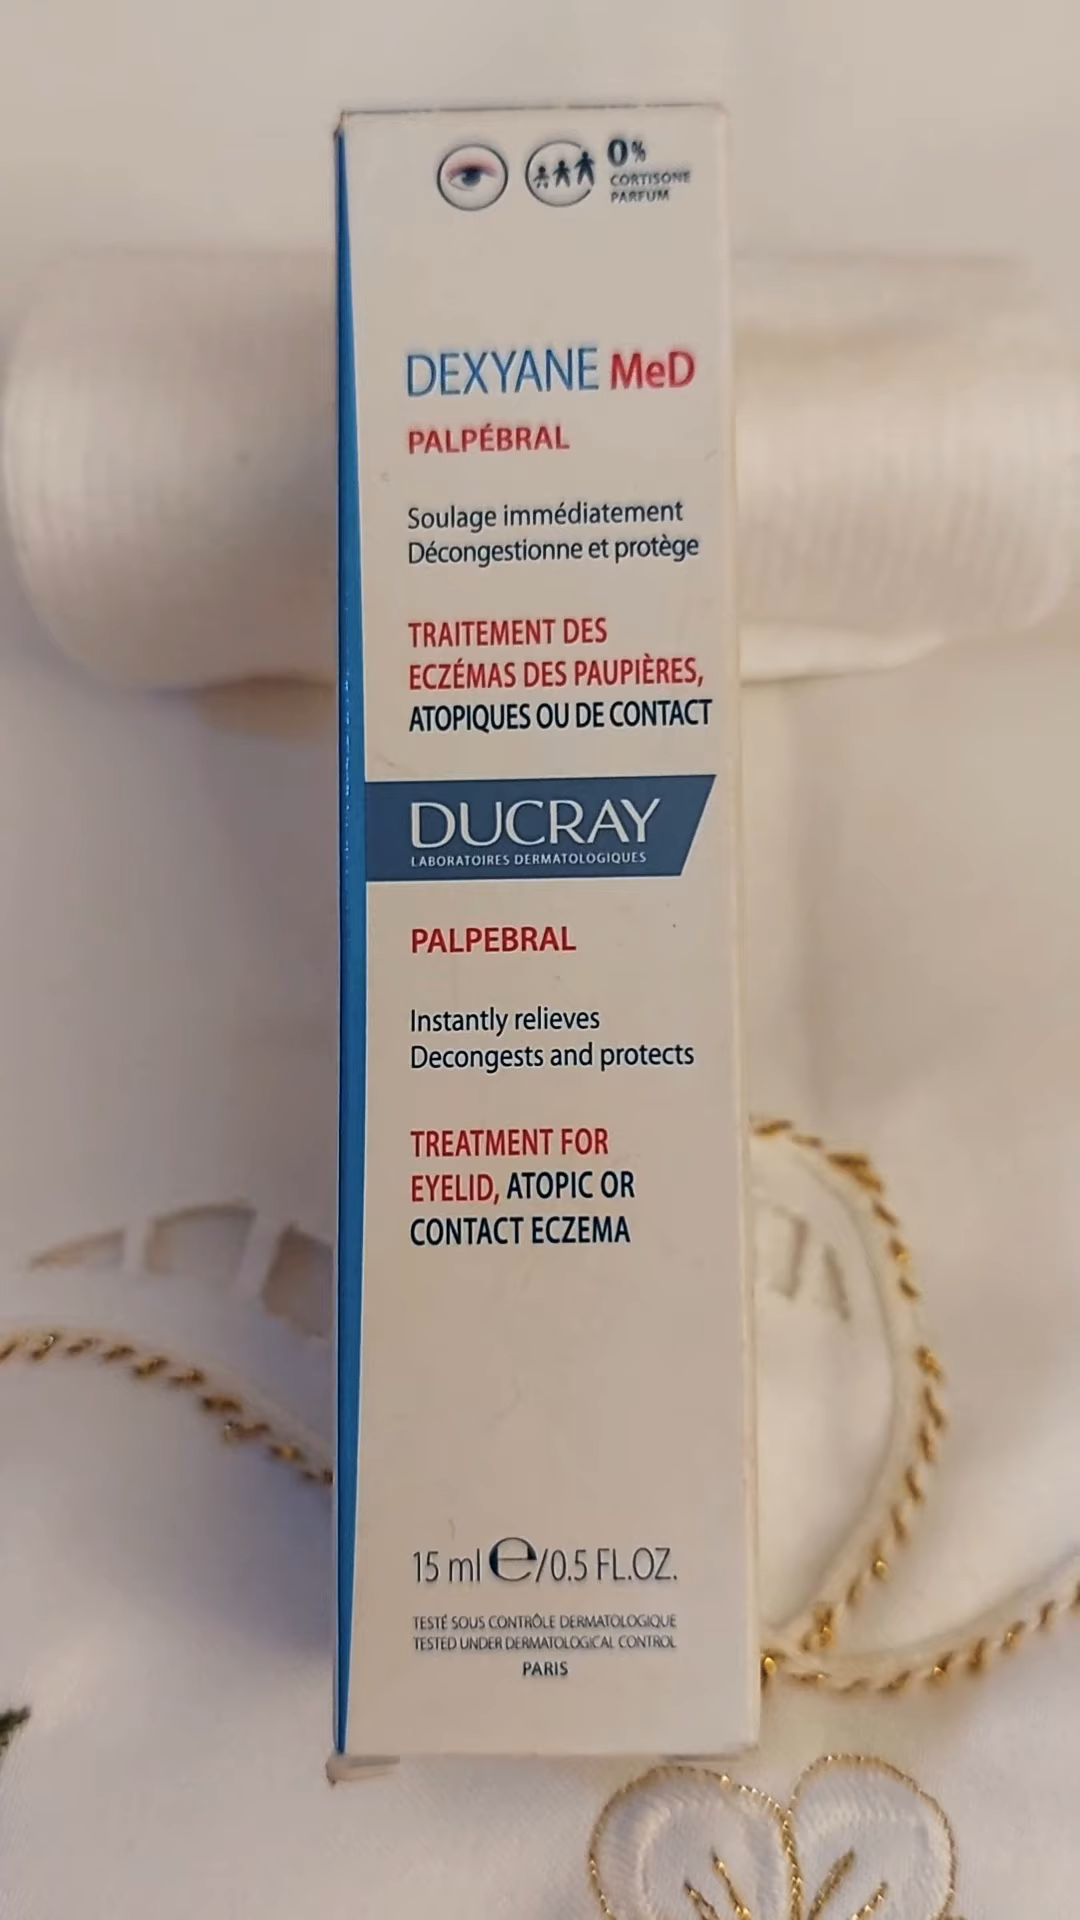 0%
CORTISONE
PARFUM
DEXYANE MeD
PALPÉBRAL
Soulage immédiatement
Décongestionne et protège
TRAITEMENT DES
ECZÉMAS DES PAUPIÈRES,
ATOPIQUES OU DE CONTACT
DUCRAY
LABORATOIRES DERMATOLOGIQUES
PALPEBRAL
Instantly relieves
Decongests and protects
TREATMENT FOR
EYELID, ATOPIC OR
CONTACT ECZEMA
15 ml ℮/0.5 FL.OZ.
TESTÉ SOUS CONTRÔLE DERMATOLOGIQUE
TESTED UNDER DERMATOLOGICAL CONTROL
PARIS